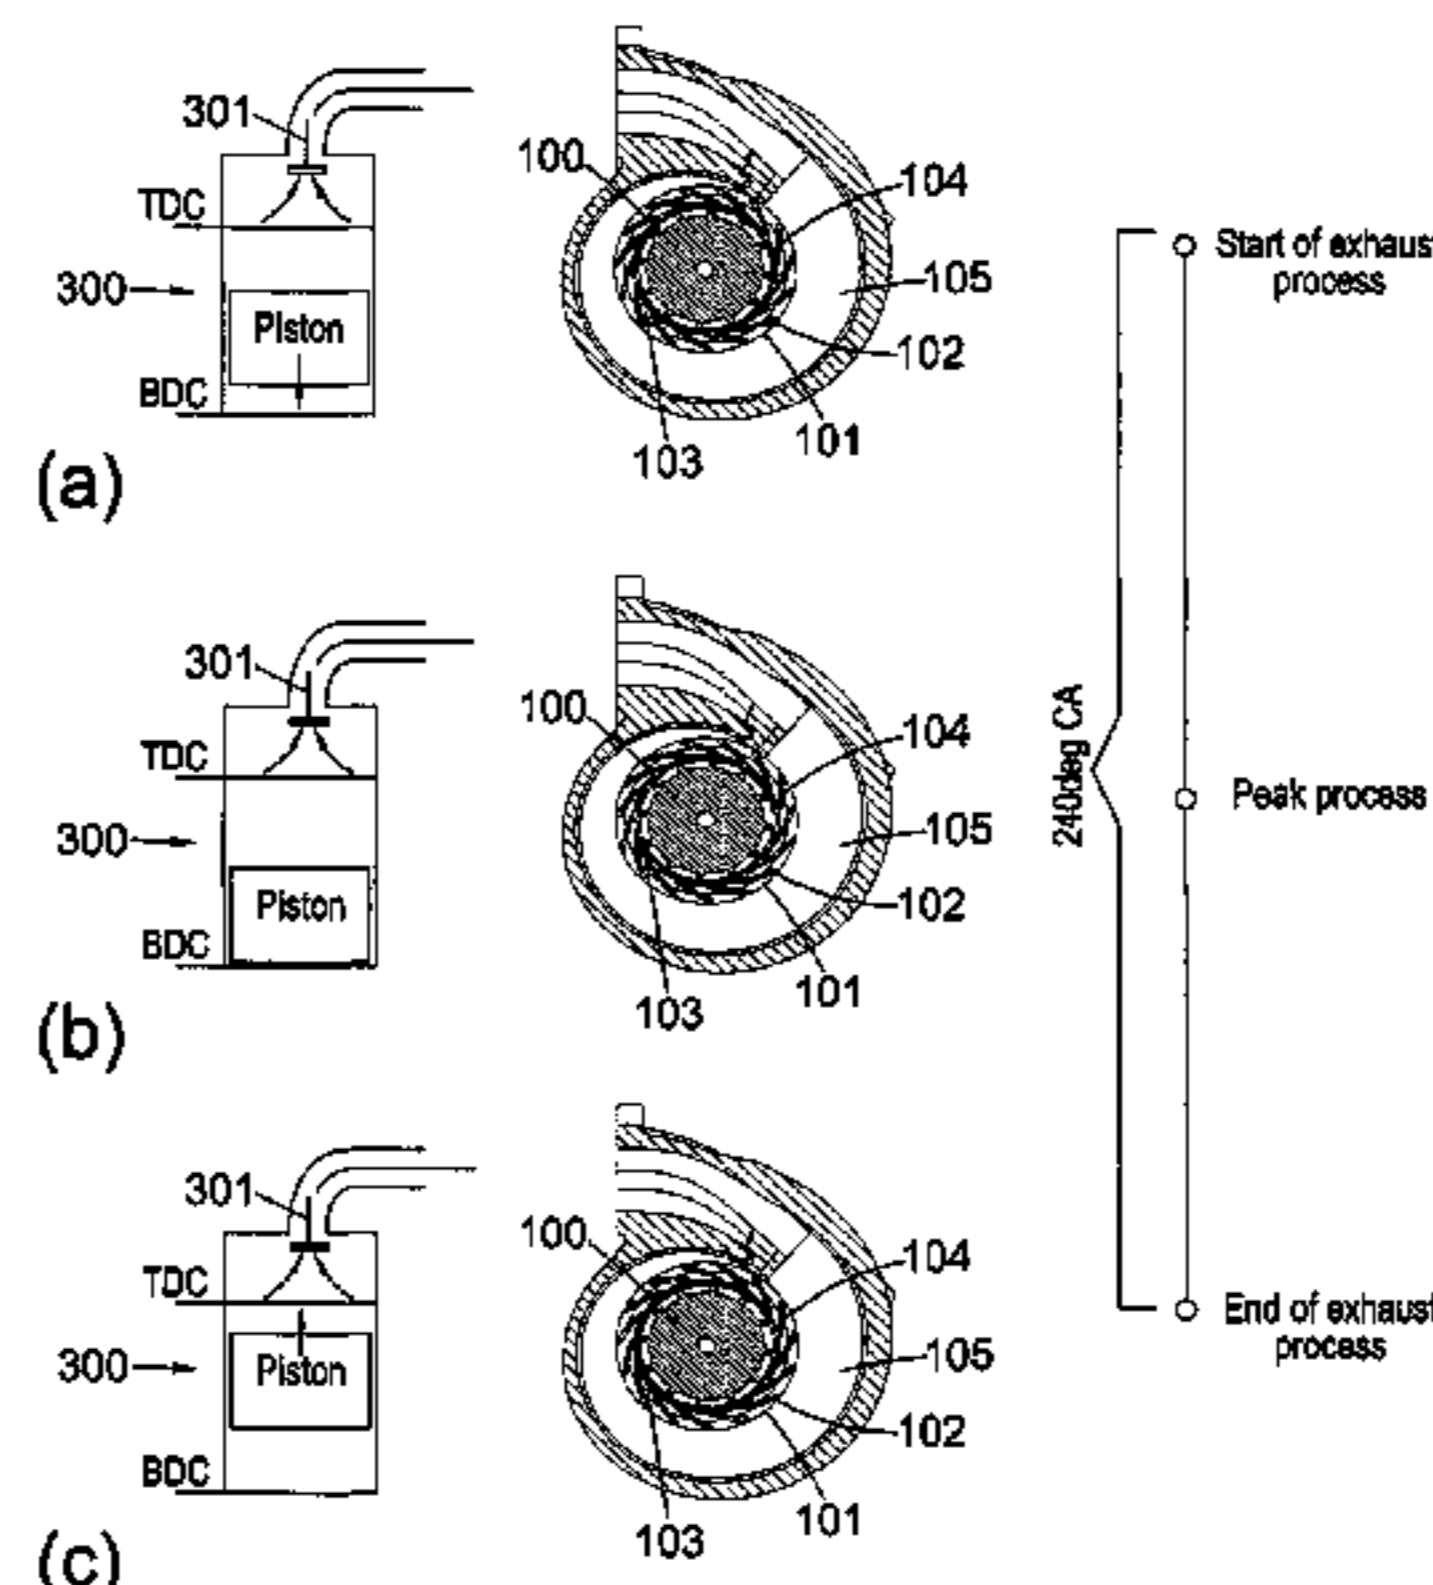 301
100
TDC
104
300
Piston
105
BDC
102
101
103
(a)
Start of exhaust
process
301
100
TDC
104
300
Piston
105
BDC
102
101
103
(b)
240deg CA
Peak process
301
100
TDC
104
300
Piston
105
BDC
102
101
103
(c)
End of exhaust
process